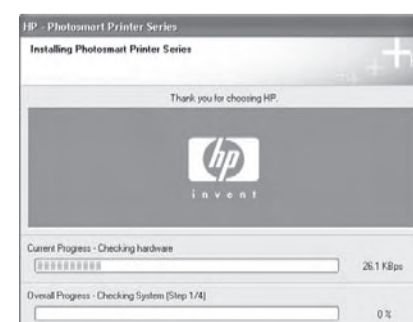 HP - Photosmart Printer Series
Installing Photosmart Printer Series
Thank you for choosing HP.
hp
invent
Current Progress - Checking hardware
26.1 KBps
Overall Progress - Checking System (Step 1/4)
0 %